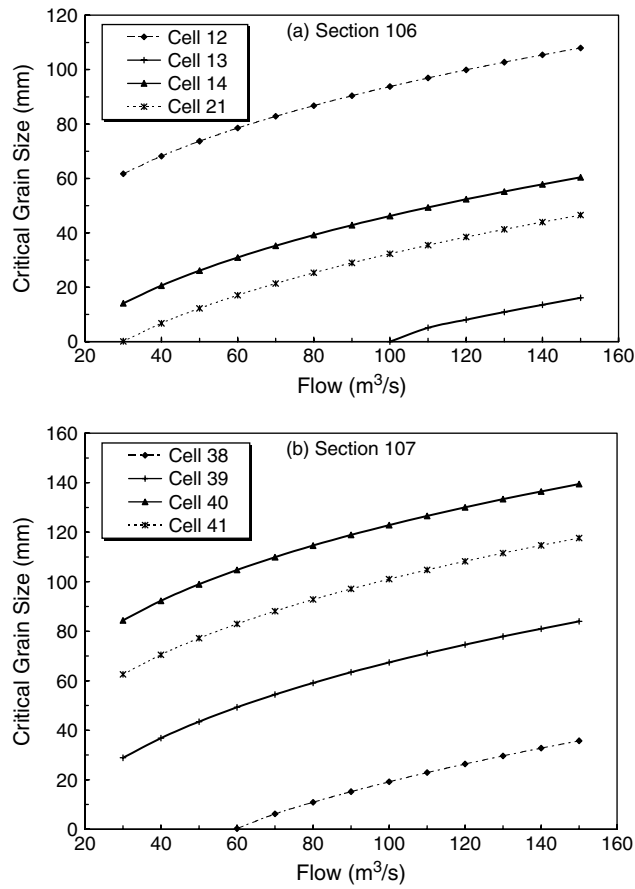 (a) Section 106
Cell 12
Cell 13
Cell 14
Cell 21
Critical Grain Size (mm)
120
100
80
60
40
20
0
20 40 60 80 100 120 140 160
Flow (m³/s)
(b) Section 107
Cell 38
Cell 39
Cell 40
Cell 41
Critical Grain Size (mm)
160
140
120
100
80
60
40
20
0
20 40 60 80 100 120 140 160
Flow (m³/s)